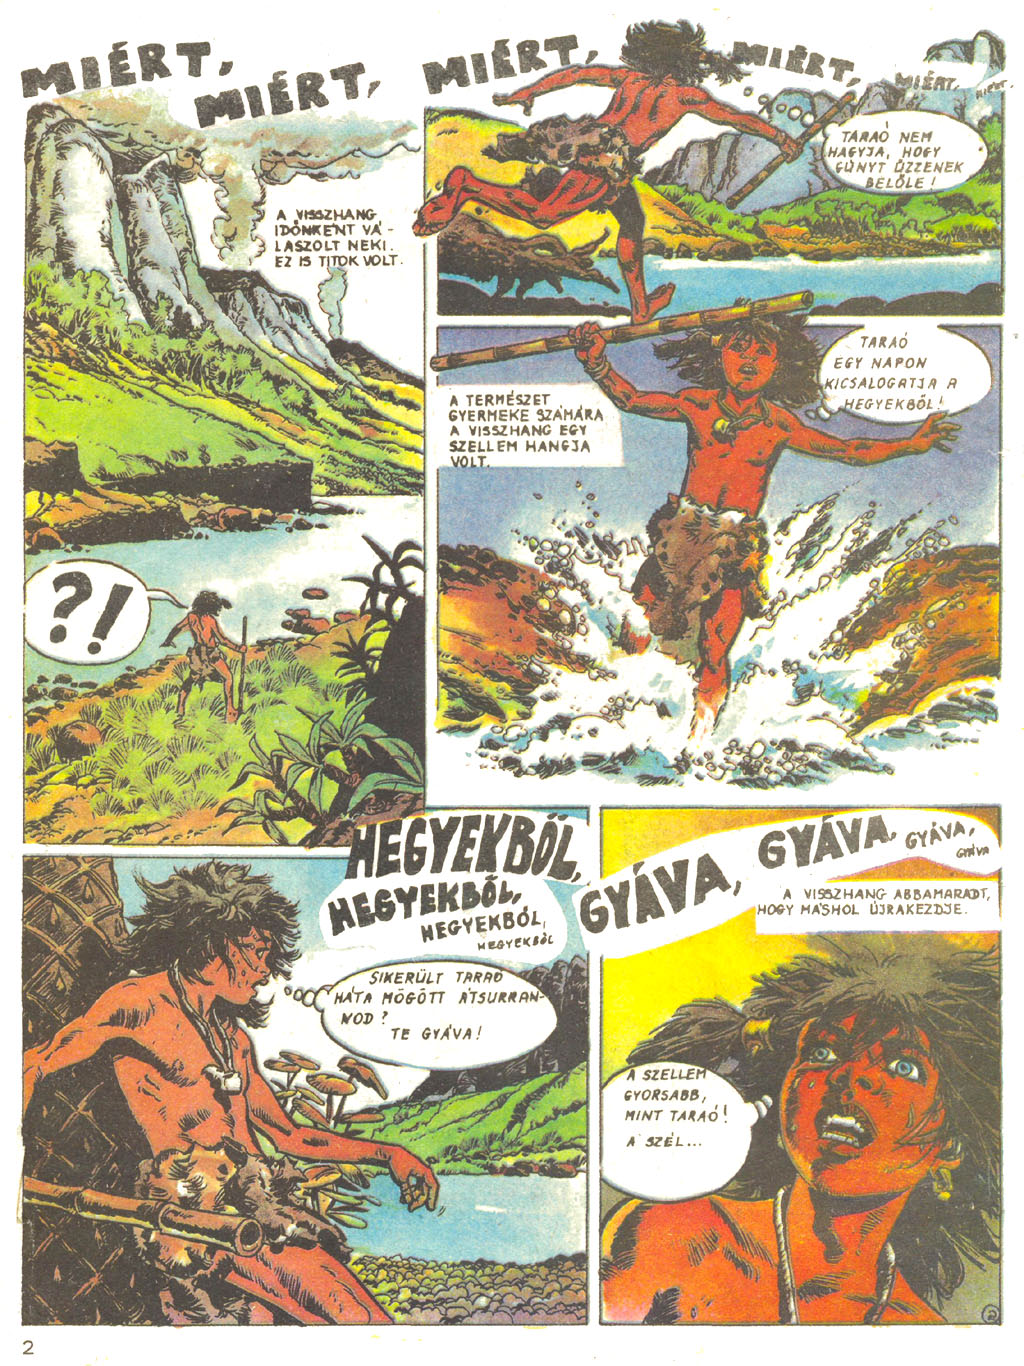 MIÉRT,
MIÉRT,
MIÉRT,
MIÉRT,
MIÉRT,
MIÉRT,
A VISSZHANG
IDŐNKÉNT VÁ-
LASZOLT NEKI.
EZ IS TITOK VOLT.
?!
TARAÓ NEM
HAGYJA, HOGY
GÚNYT ŰZZENEK
BELŐLE!
TARAÓ
EGY NAPON
KICSALOGATJA A
HEGYEKBŐL!
A TERMÉSZET
GYERMEKE SZÁMÁRA
A VISSZHANG EGY
SZELLEM HANGJA
VOLT.
HEGYEKBŐL,
HEGYEKBŐL,
HEGYEKBŐL,
HEGYEKBŐL
SIKERÜLT TARAÓ
HÁTA MÖGÖTT ÁTSURRAN-
NOD?
TE GYÁVA!
GYÁVA,
GYÁVA,
GYÁVA,
GYÁVA
A VISSZHANG ABBAMARADT,
HOGY MÁSHOL ÚJRAKEZDJE.
A SZELLEM
GYORSABB,
MINT TARAÓ!
A SZÉL...
2
2